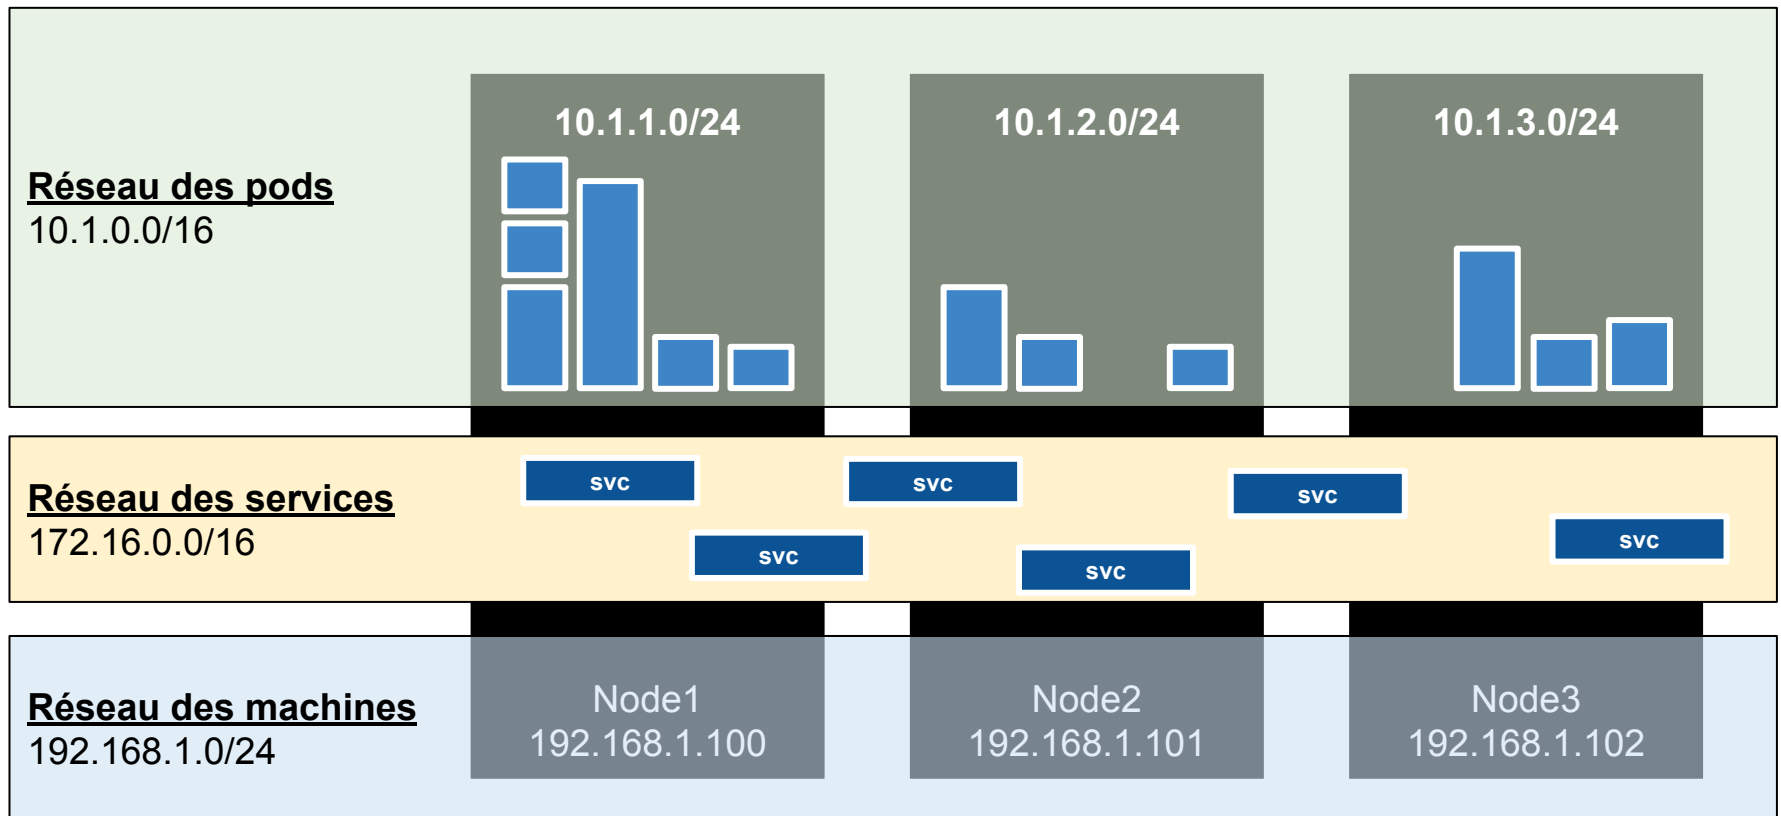 10.1.1.0/24
10.1.2.0/24
10.1.3.0/24
Réseau des pods
10.1.0.0/16
Réseau des services
172.16.0.0/16
svc
svc
svc
svc
svc
svc
Réseau des machines
192.168.1.0/24
Node1
192.168.1.100
Node2
192.168.1.101
Node3
192.168.1.102